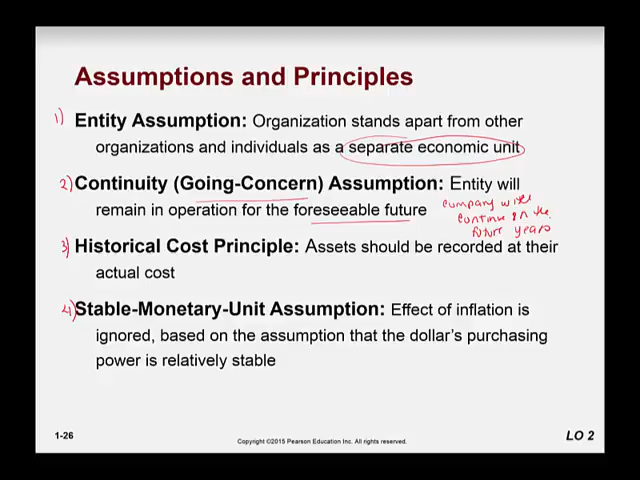 Assumptions and Principles
1) Entity Assumption: Organization stands apart from other
organizations and individuals as a separate economic unit
2) Continuity (Going-Concern) Assumption: Entity will
remain in operation for the foreseeable future
company will
continue in the
future years
3) Historical Cost Principle: Assets should be recorded at their
actual cost
4) Stable-Monetary-Unit Assumption: Effect of inflation is
ignored, based on the assumption that the dollar's purchasing
power is relatively stable
1-26
Copyright ©2015 Pearson Education Inc. All rights reserved.
LO 2